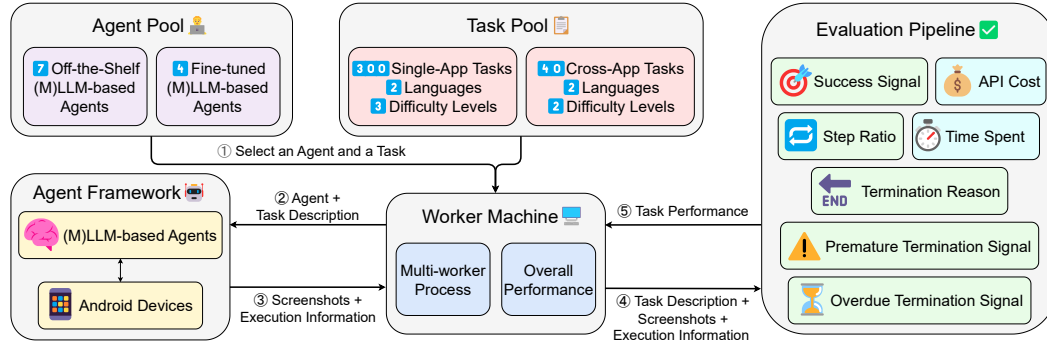 Agent Pool
7 Off-the-Shelf
(M)LLM-based
Agents
4 Fine-tuned
(M)LLM-based
Agents
Task Pool
300 Single-App Tasks
2 Languages
3 Difficulty Levels
40 Cross-App Tasks
2 Languages
2 Difficulty Levels
① Select an Agent and a Task
Agent Framework
(M)LLM-based Agents
Android Devices
② Agent +
Task Description
③ Screenshots +
Execution Information
Worker Machine
Multi-worker
Process
Overall
Performance
⑤ Task Performance
④ Task Description +
Screenshots +
Execution Information
Evaluation Pipeline
Success Signal
API Cost
Step Ratio
Time Spent
END
Termination Reason
Premature Termination Signal
Overdue Termination Signal